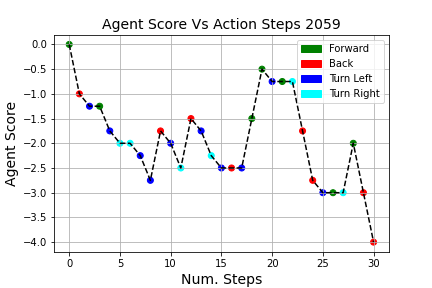 Agent Score Vs Action Steps 2059
Agent Score
0.0
−0.5
−1.0
−1.5
−2.0
−2.5
−3.0
−3.5
−4.0
Forward
Back
Turn Left
Turn Right
0 5 10 15 20 25 30
Num. Steps